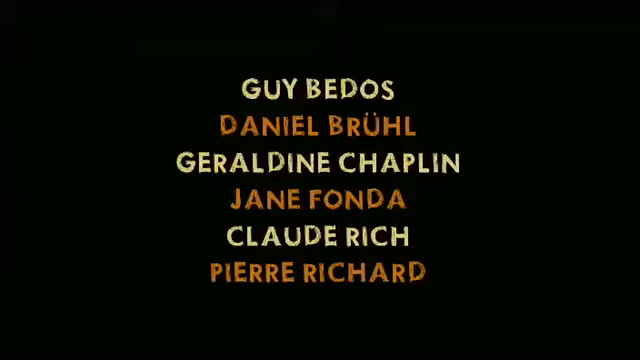 GUY BEDOS
DANIEL BRÜHL
GERALDINE CHAPLIN
JANE FONDA
CLAUDE RICH
PIERRE RICHARD